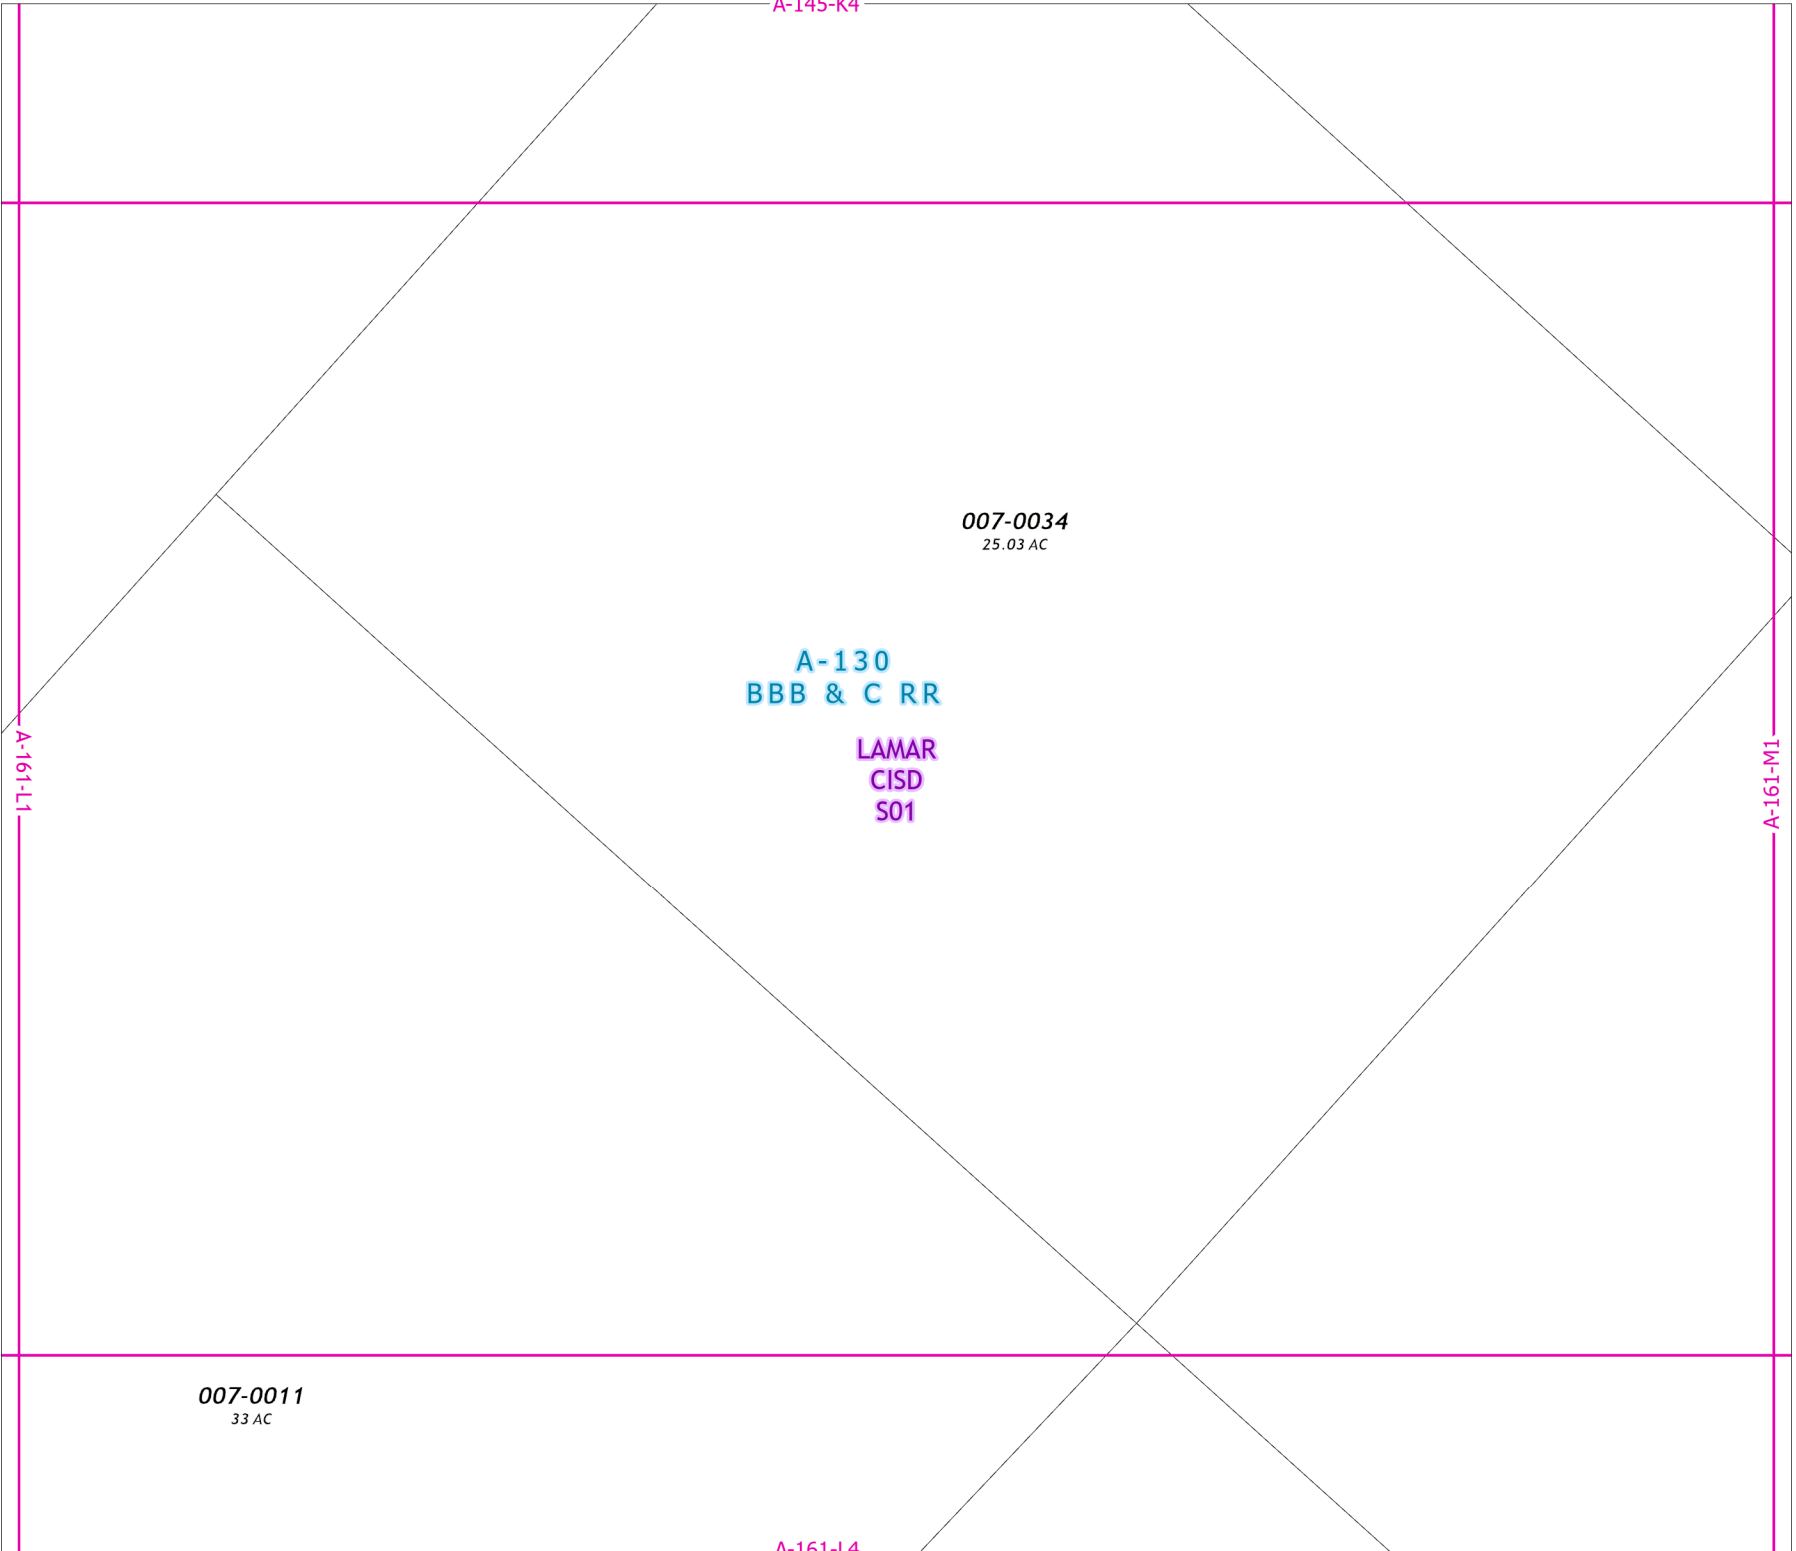 A-145-K4
007-0034
25.03 AC
A-130
BBB & C RR
LAMAR
CISD
S01
A-161-L1
A-161-M1
007-0011
33 AC
A-161-L4